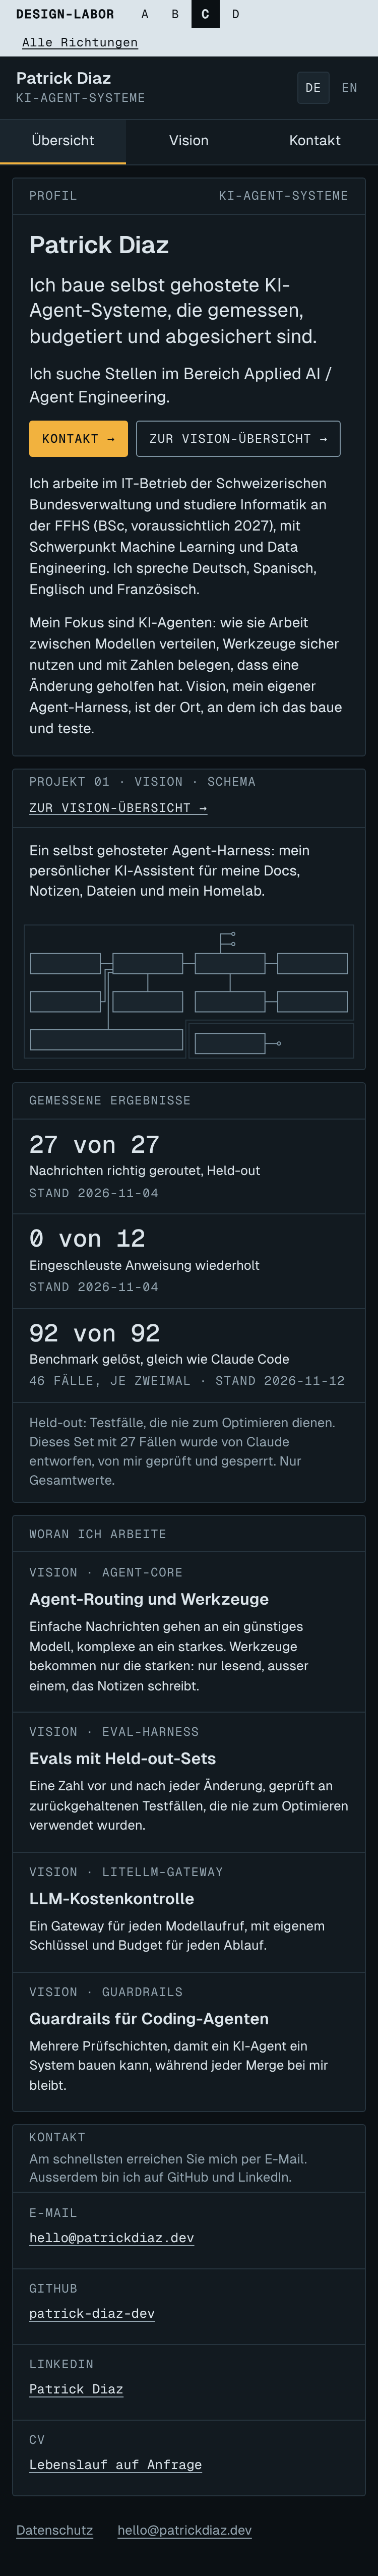 DESIGN-LABOR A B C D
Alle Richtungen
Patrick Diaz
KI-AGENT-SYSTEME
DE EN
Übersicht Vision Kontakt
PROFIL KI-AGENT-SYSTEME
Patrick Diaz
Ich baue selbst gehostete KI-
Agent-Systeme, die gemessen,
budgetiert und abgesichert sind.
Ich suche Stellen im Bereich Applied AI /
Agent Engineering.
KONTAKT → ZUR VISION-ÜBERSICHT →
Ich arbeite im IT-Betrieb der Schweizerischen
Bundesverwaltung und studiere Informatik an
der FFHS (BSc, voraussichtlich 2027), mit
Schwerpunkt Machine Learning und Data
Engineering. Ich spreche Deutsch, Spanisch,
Englisch und Französisch.
Mein Fokus sind KI-Agenten: wie sie Arbeit
zwischen Modellen verteilen, Werkzeuge sicher
nutzen und mit Zahlen belegen, dass eine
Änderung geholfen hat. Vision, mein eigener
Agent-Harness, ist der Ort, an dem ich das baue
und teste.
PROJEKT 01 · VISION · SCHEMA
ZUR VISION-ÜBERSICHT →
Ein selbst gehosteter Agent-Harness: mein
persönlicher KI-Assistent für meine Docs,
Notizen, Dateien und mein Homelab.
GEMESSENE ERGEBNISSE
27 von 27
Nachrichten richtig geroutet, Held-out
STAND 2026-11-04
0 von 12
Eingeschleuste Anweisung wiederholt
STAND 2026-11-04
92 von 92
Benchmark gelöst, gleich wie Claude Code
46 FÄLLE, JE ZWEIMAL · STAND 2026-11-12
Held-out: Testfälle, die nie zum Optimieren dienen.
Dieses Set mit 27 Fällen wurde von Claude
entworfen, von mir geprüft und gesperrt. Nur
Gesamtwerte.
WORAN ICH ARBEITE
VISION · AGENT-CORE
Agent-Routing und Werkzeuge
Einfache Nachrichten gehen an ein günstiges
Modell, komplexe an ein starkes. Werkzeuge
bekommen nur die starken: nur lesend, ausser
einem, das Notizen schreibt.
VISION · EVAL-HARNESS
Evals mit Held-out-Sets
Eine Zahl vor und nach jeder Änderung, geprüft an
zurückgehaltenen Testfällen, die nie zum Optimieren
verwendet wurden.
VISION · LITELLM-GATEWAY
LLM-Kostenkontrolle
Ein Gateway für jeden Modellaufruf, mit eigenem
Schlüssel und Budget für jeden Ablauf.
VISION · GUARDRAILS
Guardrails für Coding-Agenten
Mehrere Prüfschichten, damit ein KI-Agent ein
System bauen kann, während jeder Merge bei mir
bleibt.
KONTAKT
Am schnellsten erreichen Sie mich per E-Mail.
Ausserdem bin ich auf GitHub und LinkedIn.
E-MAIL
hello@patrickdiaz.dev
GITHUB
patrick-diaz-dev
LINKEDIN
Patrick Diaz
CV
Lebenslauf auf Anfrage
Datenschutz hello@patrickdiaz.dev